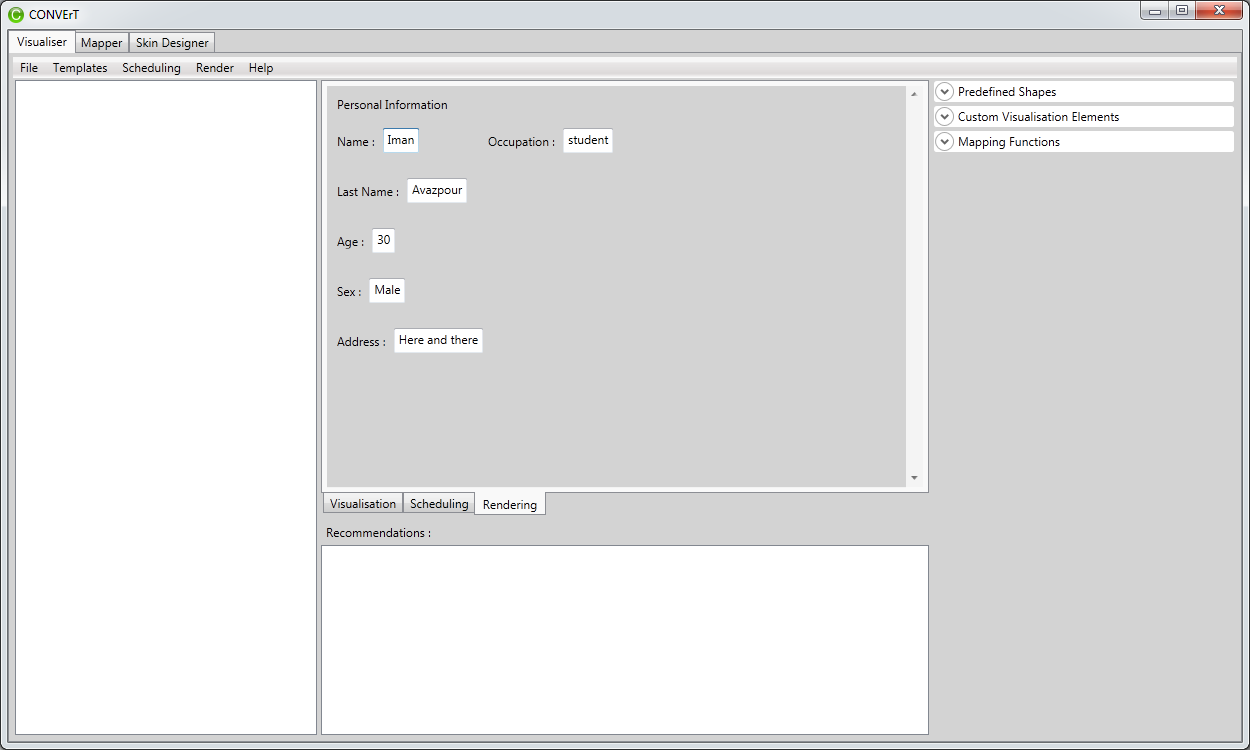 CONVErT
Visualiser Mapper Skin Designer
File Templates Scheduling Render Help
Personal Information
Name : Iman Occupation : student
Last Name : Avazpour
Age : 30
Sex : Male
Address : Here and there
Visualisation Scheduling Rendering
Recommendations :
Predefined Shapes
Custom Visualisation Elements
Mapping Functions